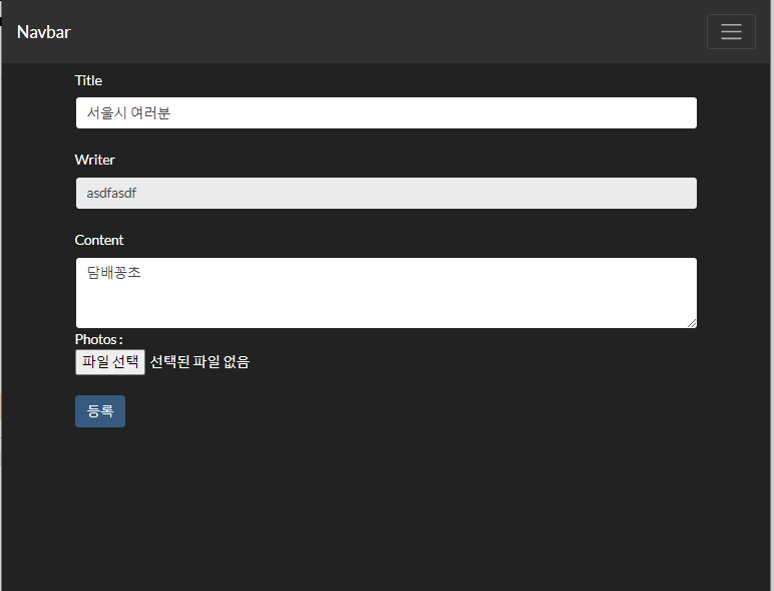 Navbar
Title
서울시 여러분
Writer
asdfasdf
Content
담배꽁초
Photos :
파일 선택 선택된 파일 없음
등록